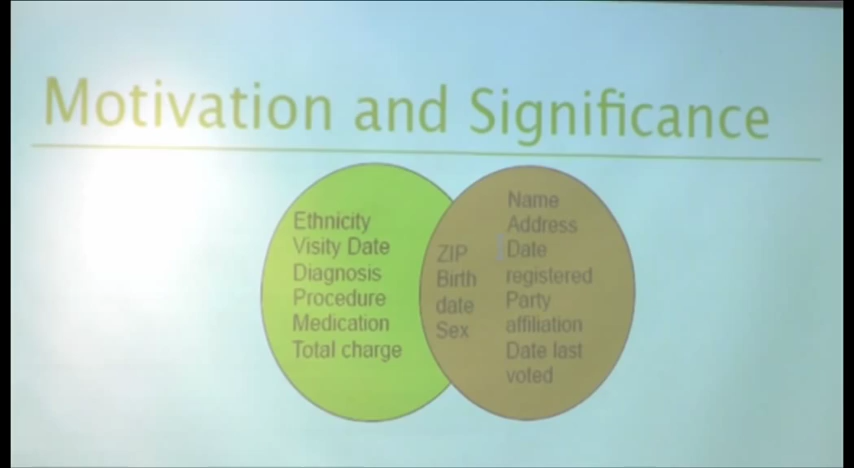 Motivation and Significance
Ethnicity
Visity Date
Diagnosis
Procedure
Medication
Total charge
ZIP
Birth
date
Sex
Name
Address
Date
registered
Party
affiliation
Date last
voted